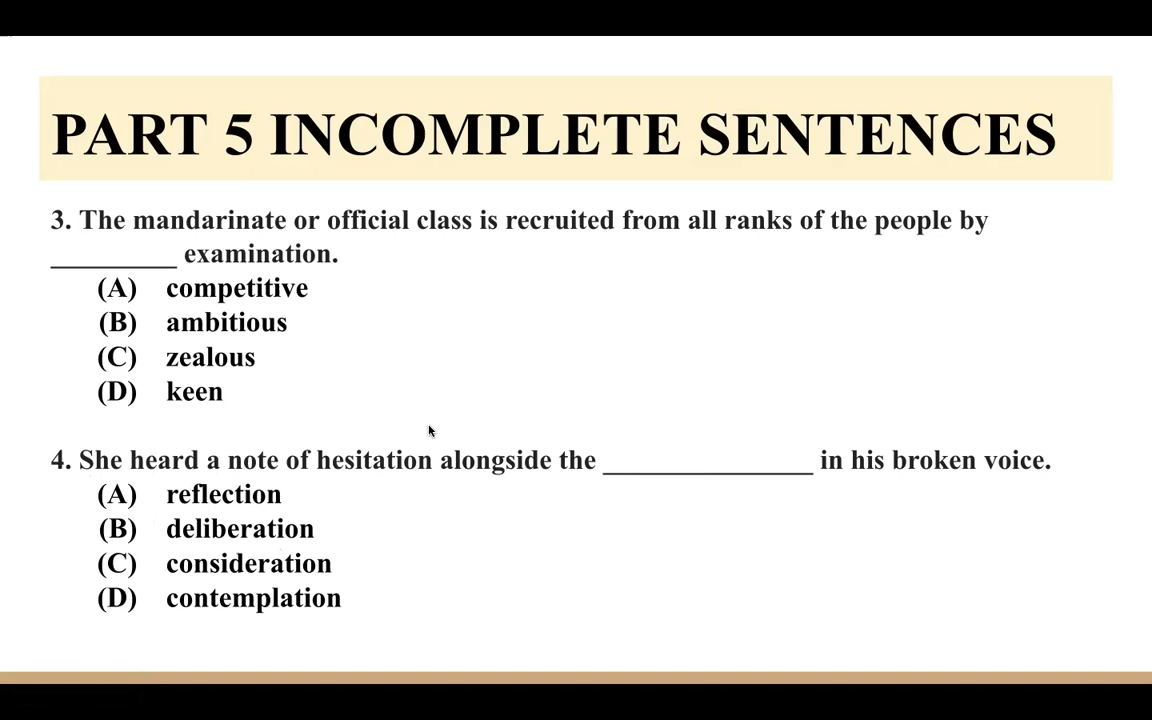 PART 5 INCOMPLETE SENTENCES
3. The mandarinate or official class is recruited from all ranks of the people by
_________ examination.
(A) competitive
(B) ambitious
(C) zealous
(D) keen
4. She heard a note of hesitation alongside the _______________ in his broken voice.
(A) reflection
(B) deliberation
(C) consideration
(D) contemplation